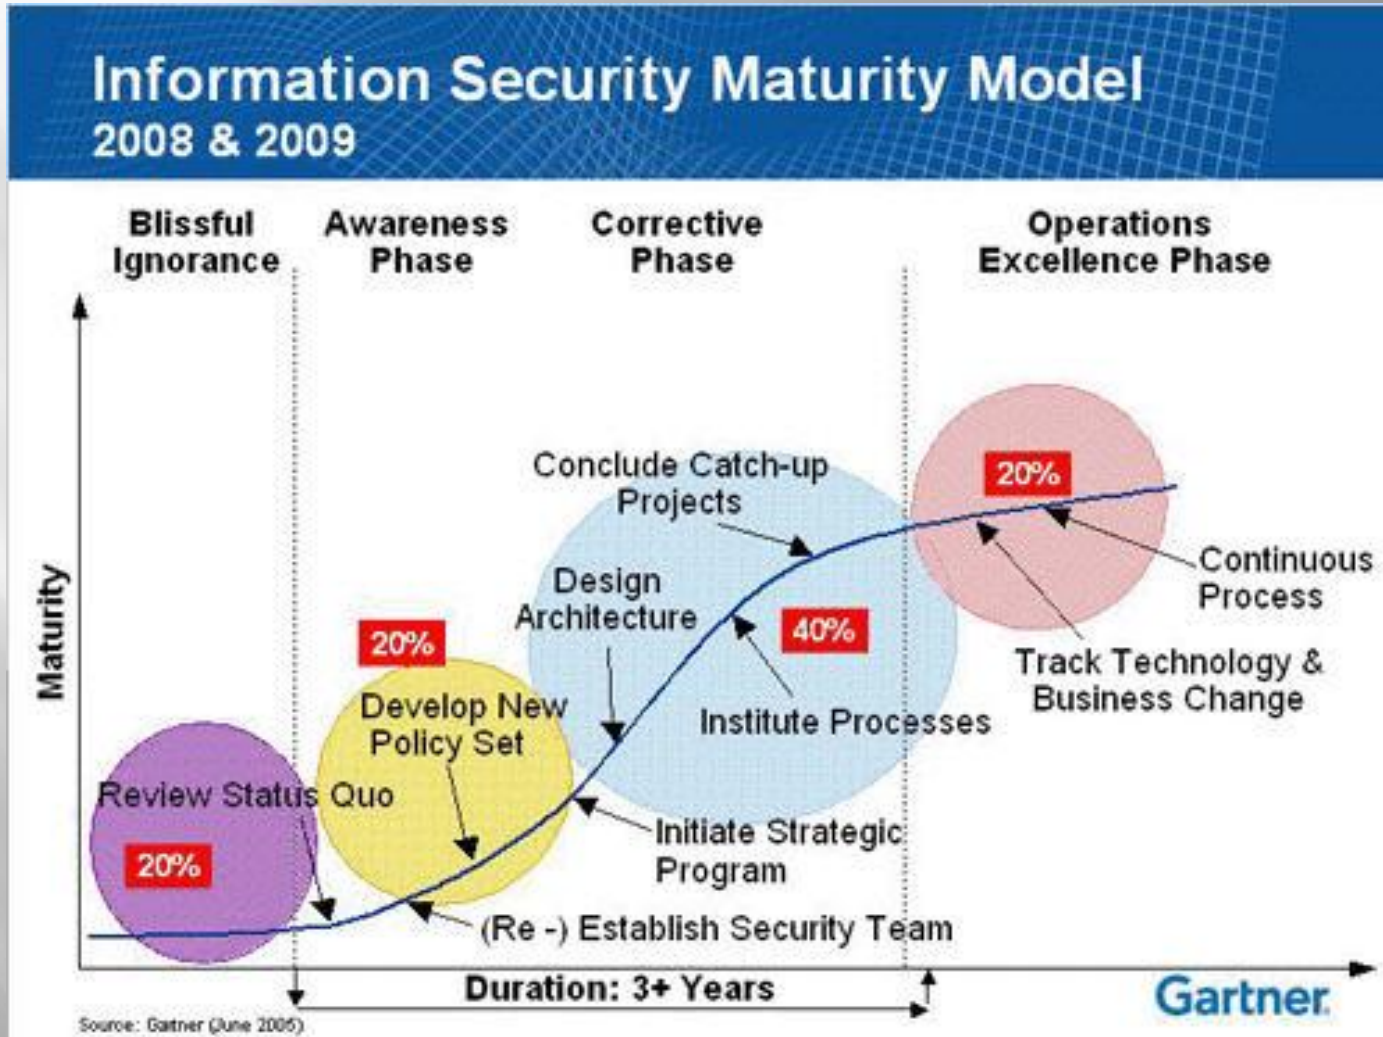 Information Security Maturity Model
2008 & 2009
Blissful
Ignorance
Awareness
Phase
Corrective
Phase
Operations
Excellence Phase
Maturity
20%
Conclude Catch-up
Projects
Continuous
Process
Design
Architecture
40%
20%
Track Technology &
Business Change
Develop New
Policy Set
Institute Processes
Review Status Quo
Initiate Strategic
Program
20%
(Re -) Establish Security Team
Duration: 3+ Years
Gartner
Source: Gartner (June 2005)